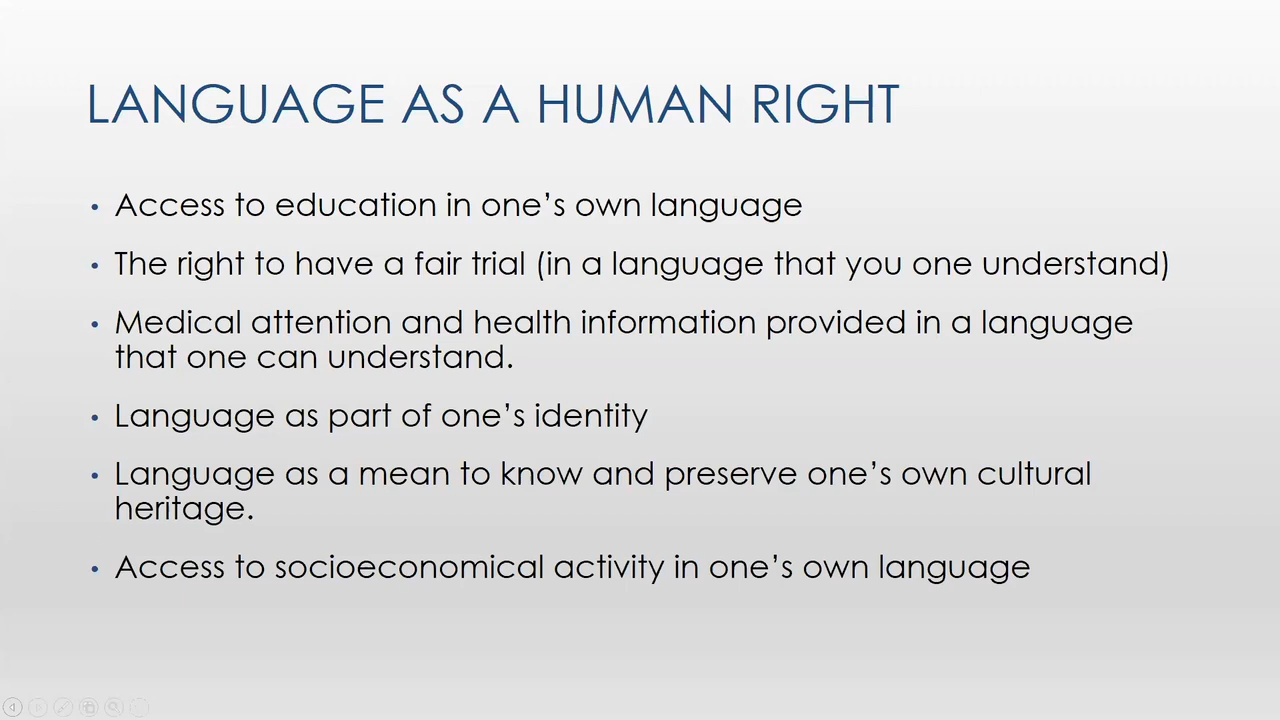 LANGUAGE AS A HUMAN RIGHT
• Access to education in one’s own language
• The right to have a fair trial (in a language that you one understand)
• Medical attention and health information provided in a language
that one can understand.
• Language as part of one’s identity
• Language as a mean to know and preserve one’s own cultural
heritage.
• Access to socioeconomical activity in one’s own language